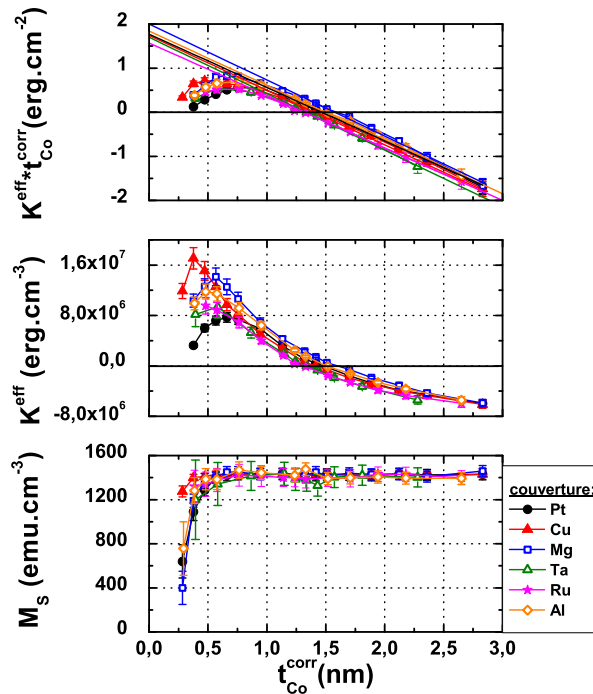 K^eff*t_Co^corr(erg.cm^-2)
2
1
0
-1
-2
K^eff (erg.cm^-3)
1,6x10^7
8,0x10^6
0,0
-8,0x10^6
M_S (emu.cm^-3)
1600
1200
800
400
0
0,0 0,5 1,0 1,5 2,0 2,5 3,0
t_Co^corr(nm)
couverture:
Pt
Cu
Mg
Ta
Ru
Al